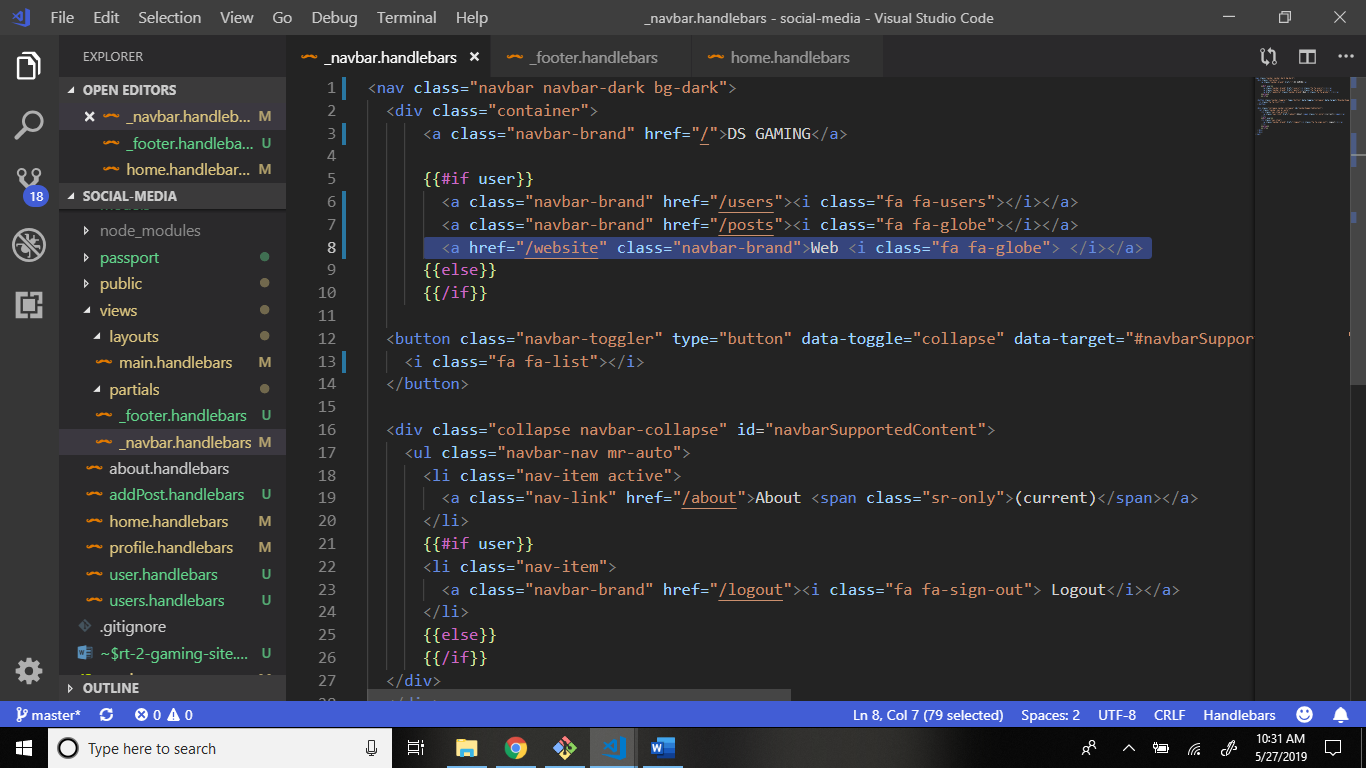 File Edit Selection View Go Debug Terminal Help
_navbar.handlebars - social-media - Visual Studio Code
EXPLORER
_navbar.handlebars
_footer.handlebars
home.handlebars
OPEN EDITORS
_navbar.handleb... M
_footer.handleba... U
home.handlebar... M
SOCIAL-MEDIA
18
node_modules
passport
public
views
layouts
main.handlebars M
partials
_footer.handlebars U
_navbar.handlebars M
about.handlebars
addPost.handlebars U
home.handlebars M
profile.handlebars M
user.handlebars U
users.handlebars U
.gitignore
~$rt-2-gaming-site.... U
OUTLINE
1 <nav class="navbar navbar-dark bg-dark">
2 <div class="container">
3 <a class="navbar-brand" href="/">DS GAMING</a>
4
5 {{#if user}}
6 <a class="navbar-brand" href="/users"><i class="fa fa-users"></i></a>
7 <a class="navbar-brand" href="/posts"><i class="fa fa-globe"></i></a>
8 <a href="/website" class="navbar-brand">Web <i class="fa fa-globe"> </i></a>
9 {{else}}
10 {{/if}}
11
12 <button class="navbar-toggler" type="button" data-toggle="collapse" data-target="#navbarSuppor
13 <i class="fa fa-list"></i>
14 </button>
15
16 <div class="collapse navbar-collapse" id="navbarSupportedContent">
17 <ul class="navbar-nav mr-auto">
18 <li class="nav-item active">
19 <a class="nav-link" href="/about">About <span class="sr-only">(current)</span></a>
20 </li>
21 {{#if user}}
22 <li class="nav-item">
23 <a class="navbar-brand" href="/logout"><i class="fa fa-sign-out"> Logout</i></a>
24 </li>
25 {{else}}
26 {{/if}}
27 </div>
master* 0 0
Ln 8, Col 7 (79 selected) Spaces: 2 UTF-8 CRLF Handlebars
Type here to search
10:31 AM
5/27/2019